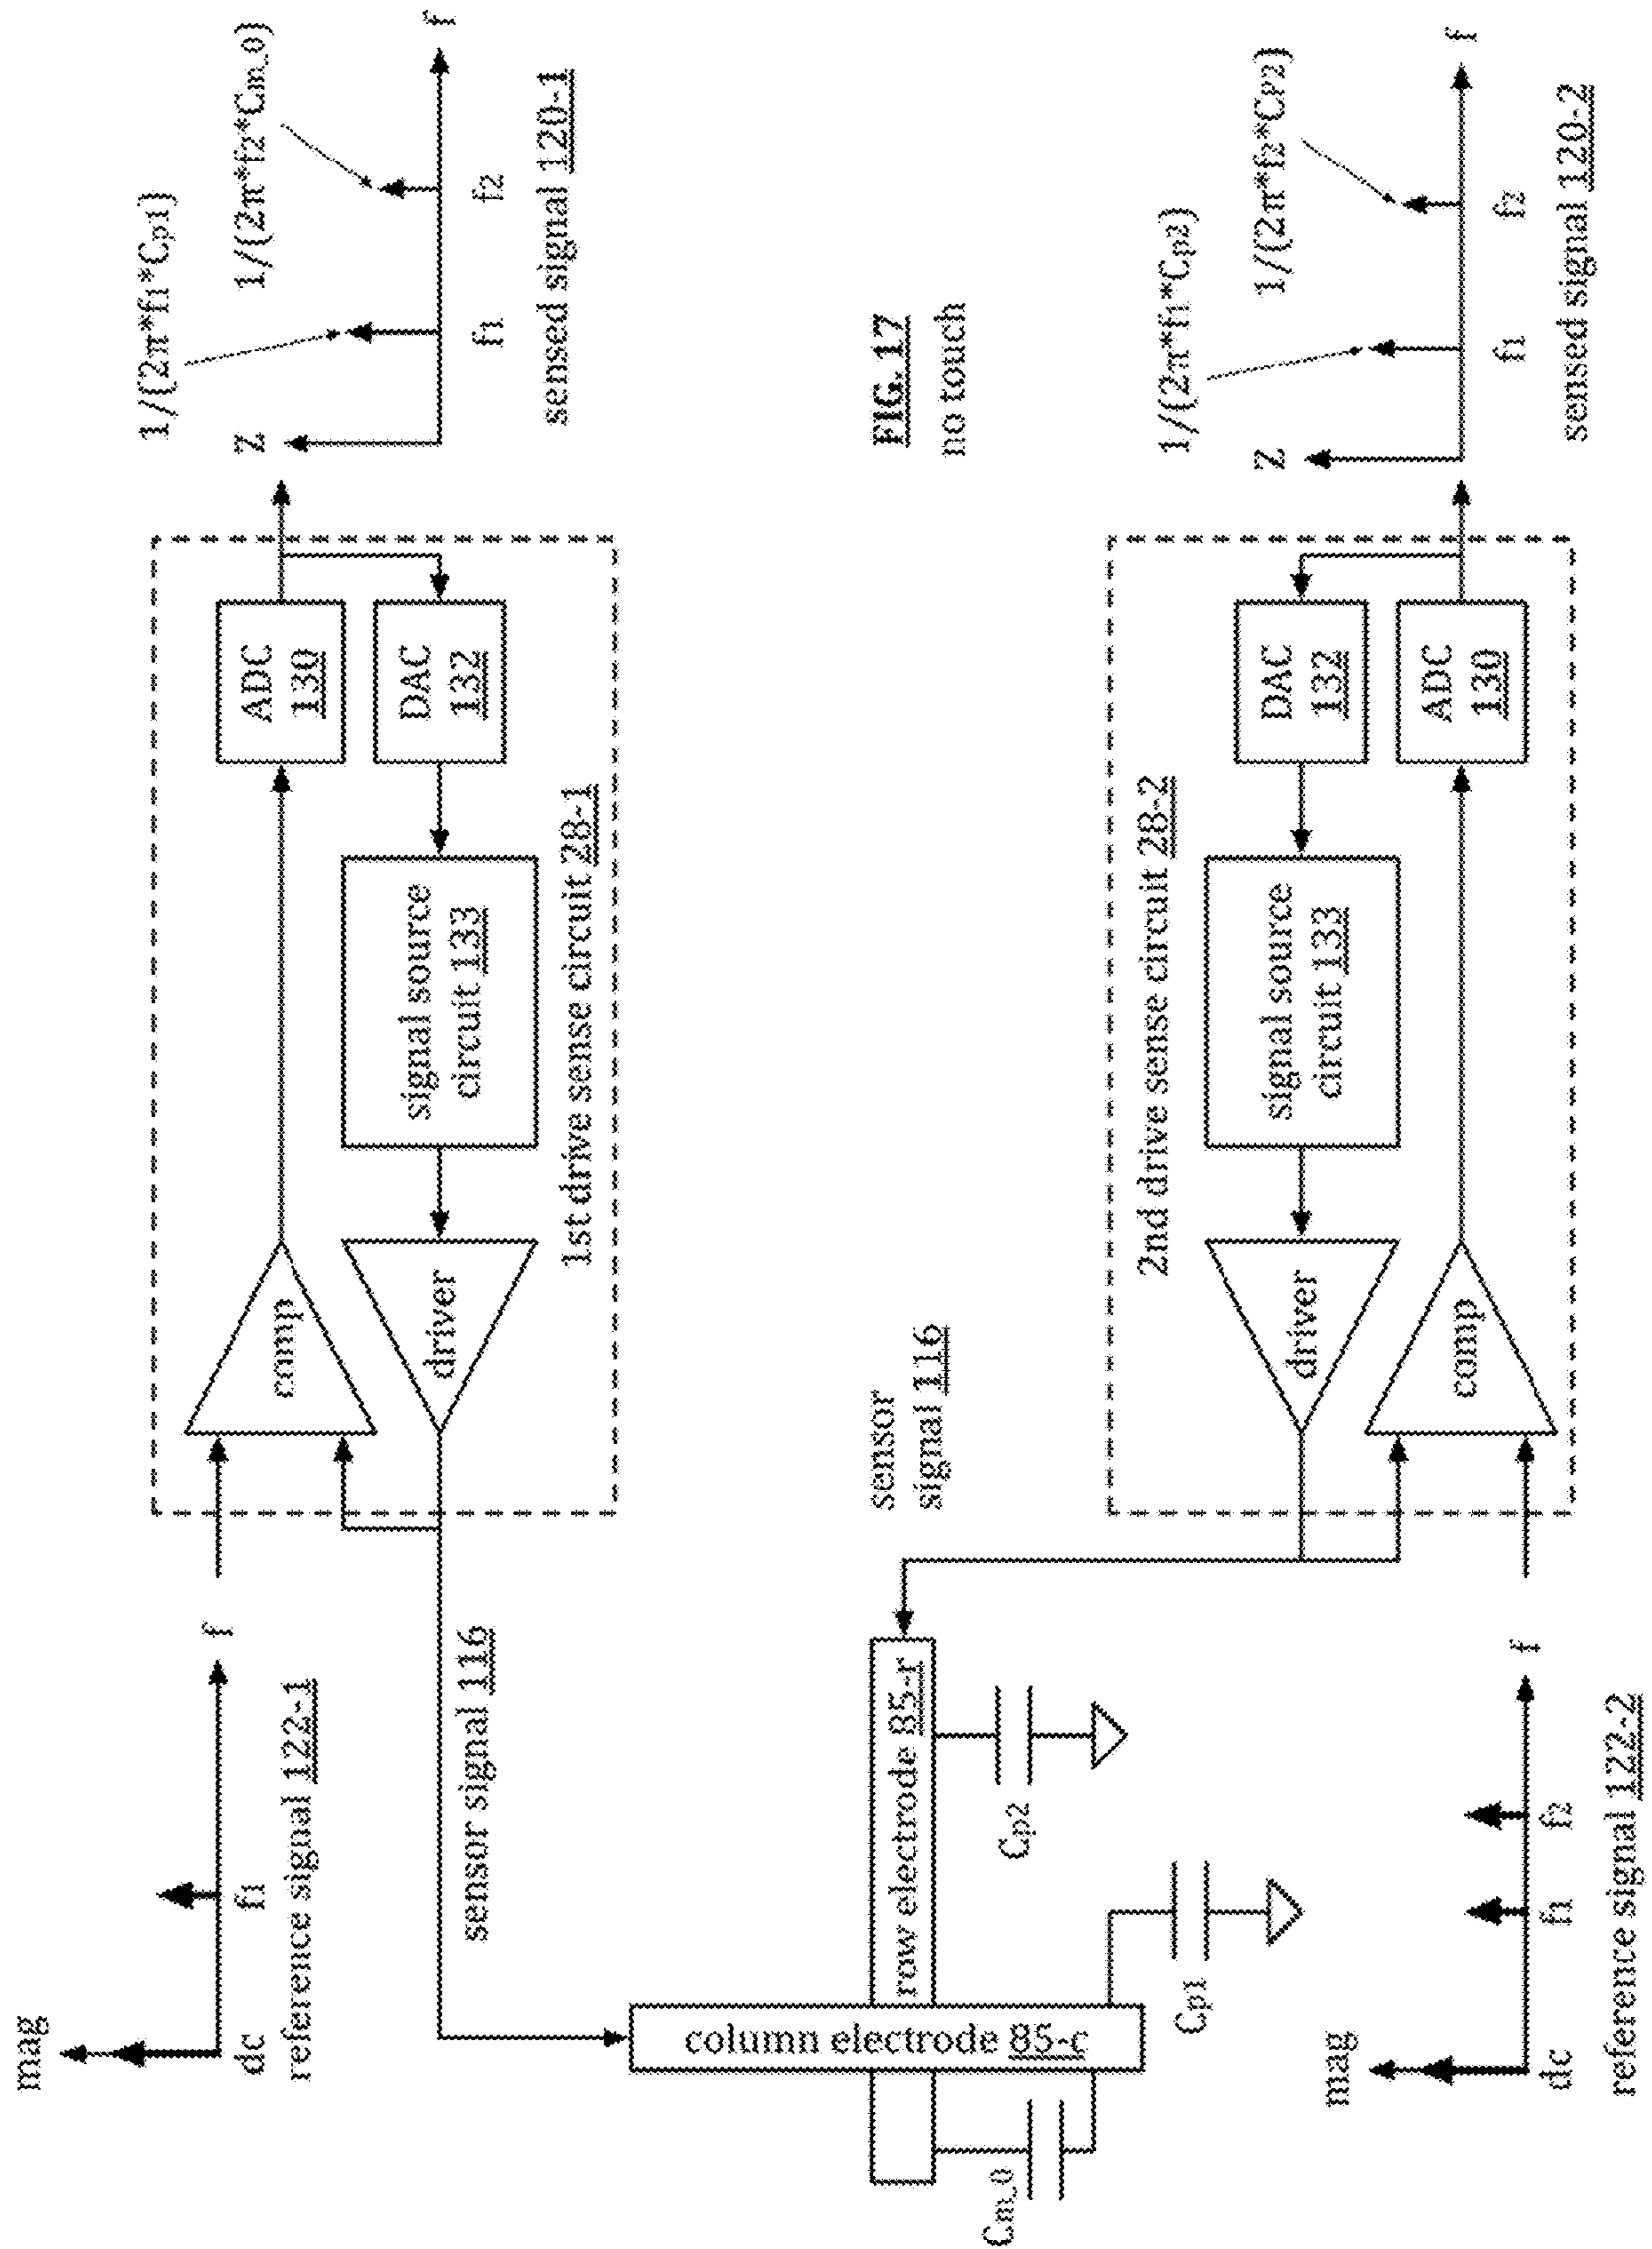 mag
dc
f1
f
reference signal 122-1
sensor signal 116
comp
driver
ADC
130
DAC
132
signal source
circuit 133
1st drive sense circuit 28-1
Z
1/(2π*f1*Cp1)
1/(2π*f2*Cm_0)
f1
f2
f
sensed signal 120-1
FIG. 17
no touch
Cm_0
column electrode 85-c
row electrode 85-r
Cp1
Cp2
sensor
signal 116
2nd drive sense circuit 28-2
driver
signal source
circuit 133
DAC
132
comp
ADC
130
mag
dc
f1
f2
f
reference signal 122-2
Z
1/(2π*f1*Cp2)
1/(2π*f2*CP2)
f1
f2
f
sensed signal 120-2